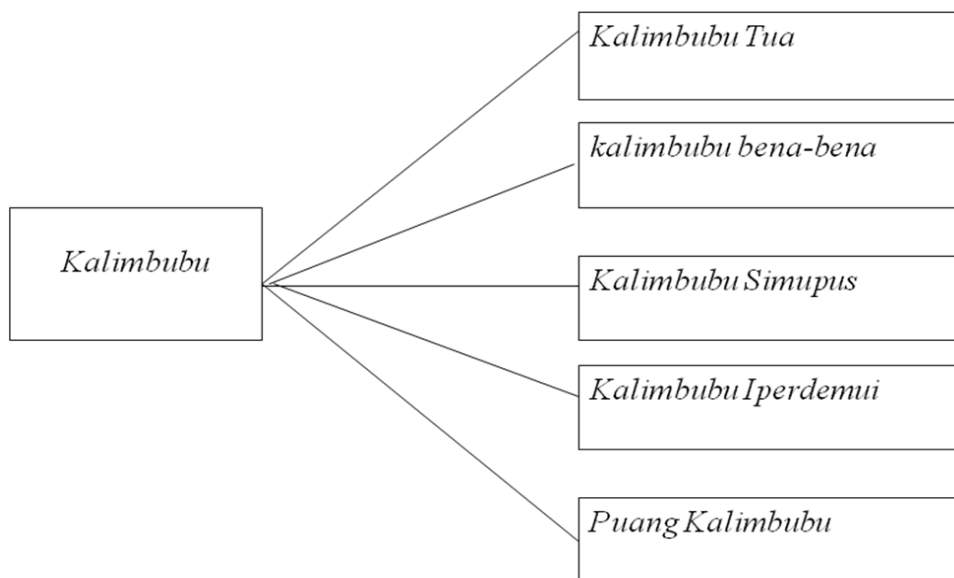 Kalimbubu Tua
kalimbubu bena-bena
Kalimbubu
Kalimbubu Simupus
Kalimbubu Iperdemui
Puang Kalimbubu